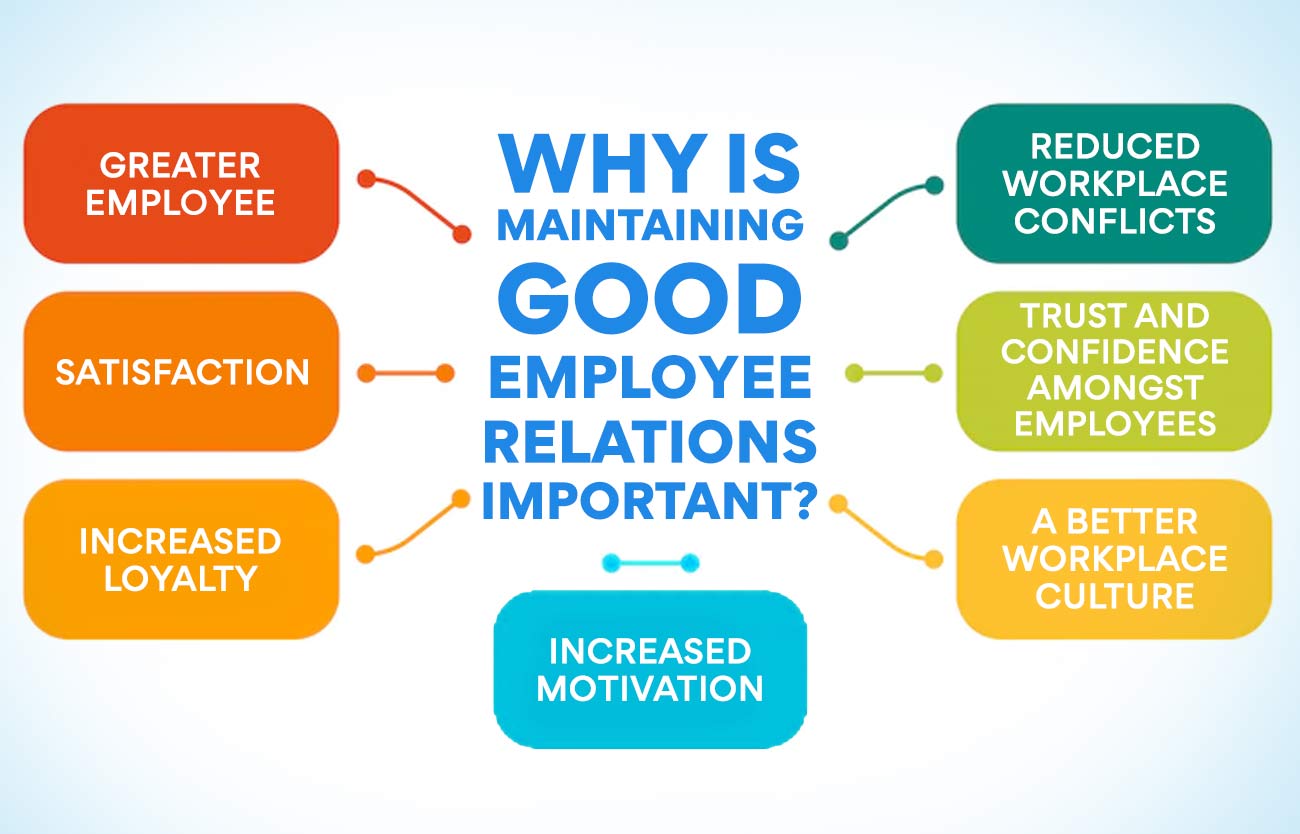 WHY IS
MAINTAINING
GOOD
EMPLOYEE
RELATIONS
IMPORTANT?
GREATER
EMPLOYEE
SATISFACTION
INCREASED
LOYALTY
INCREASED
MOTIVATION
REDUCED
WORKPLACE
CONFLICTS
TRUST AND
CONFIDENCE
AMONGST
EMPLOYEES
A BETTER
WORKPLACE
CULTURE